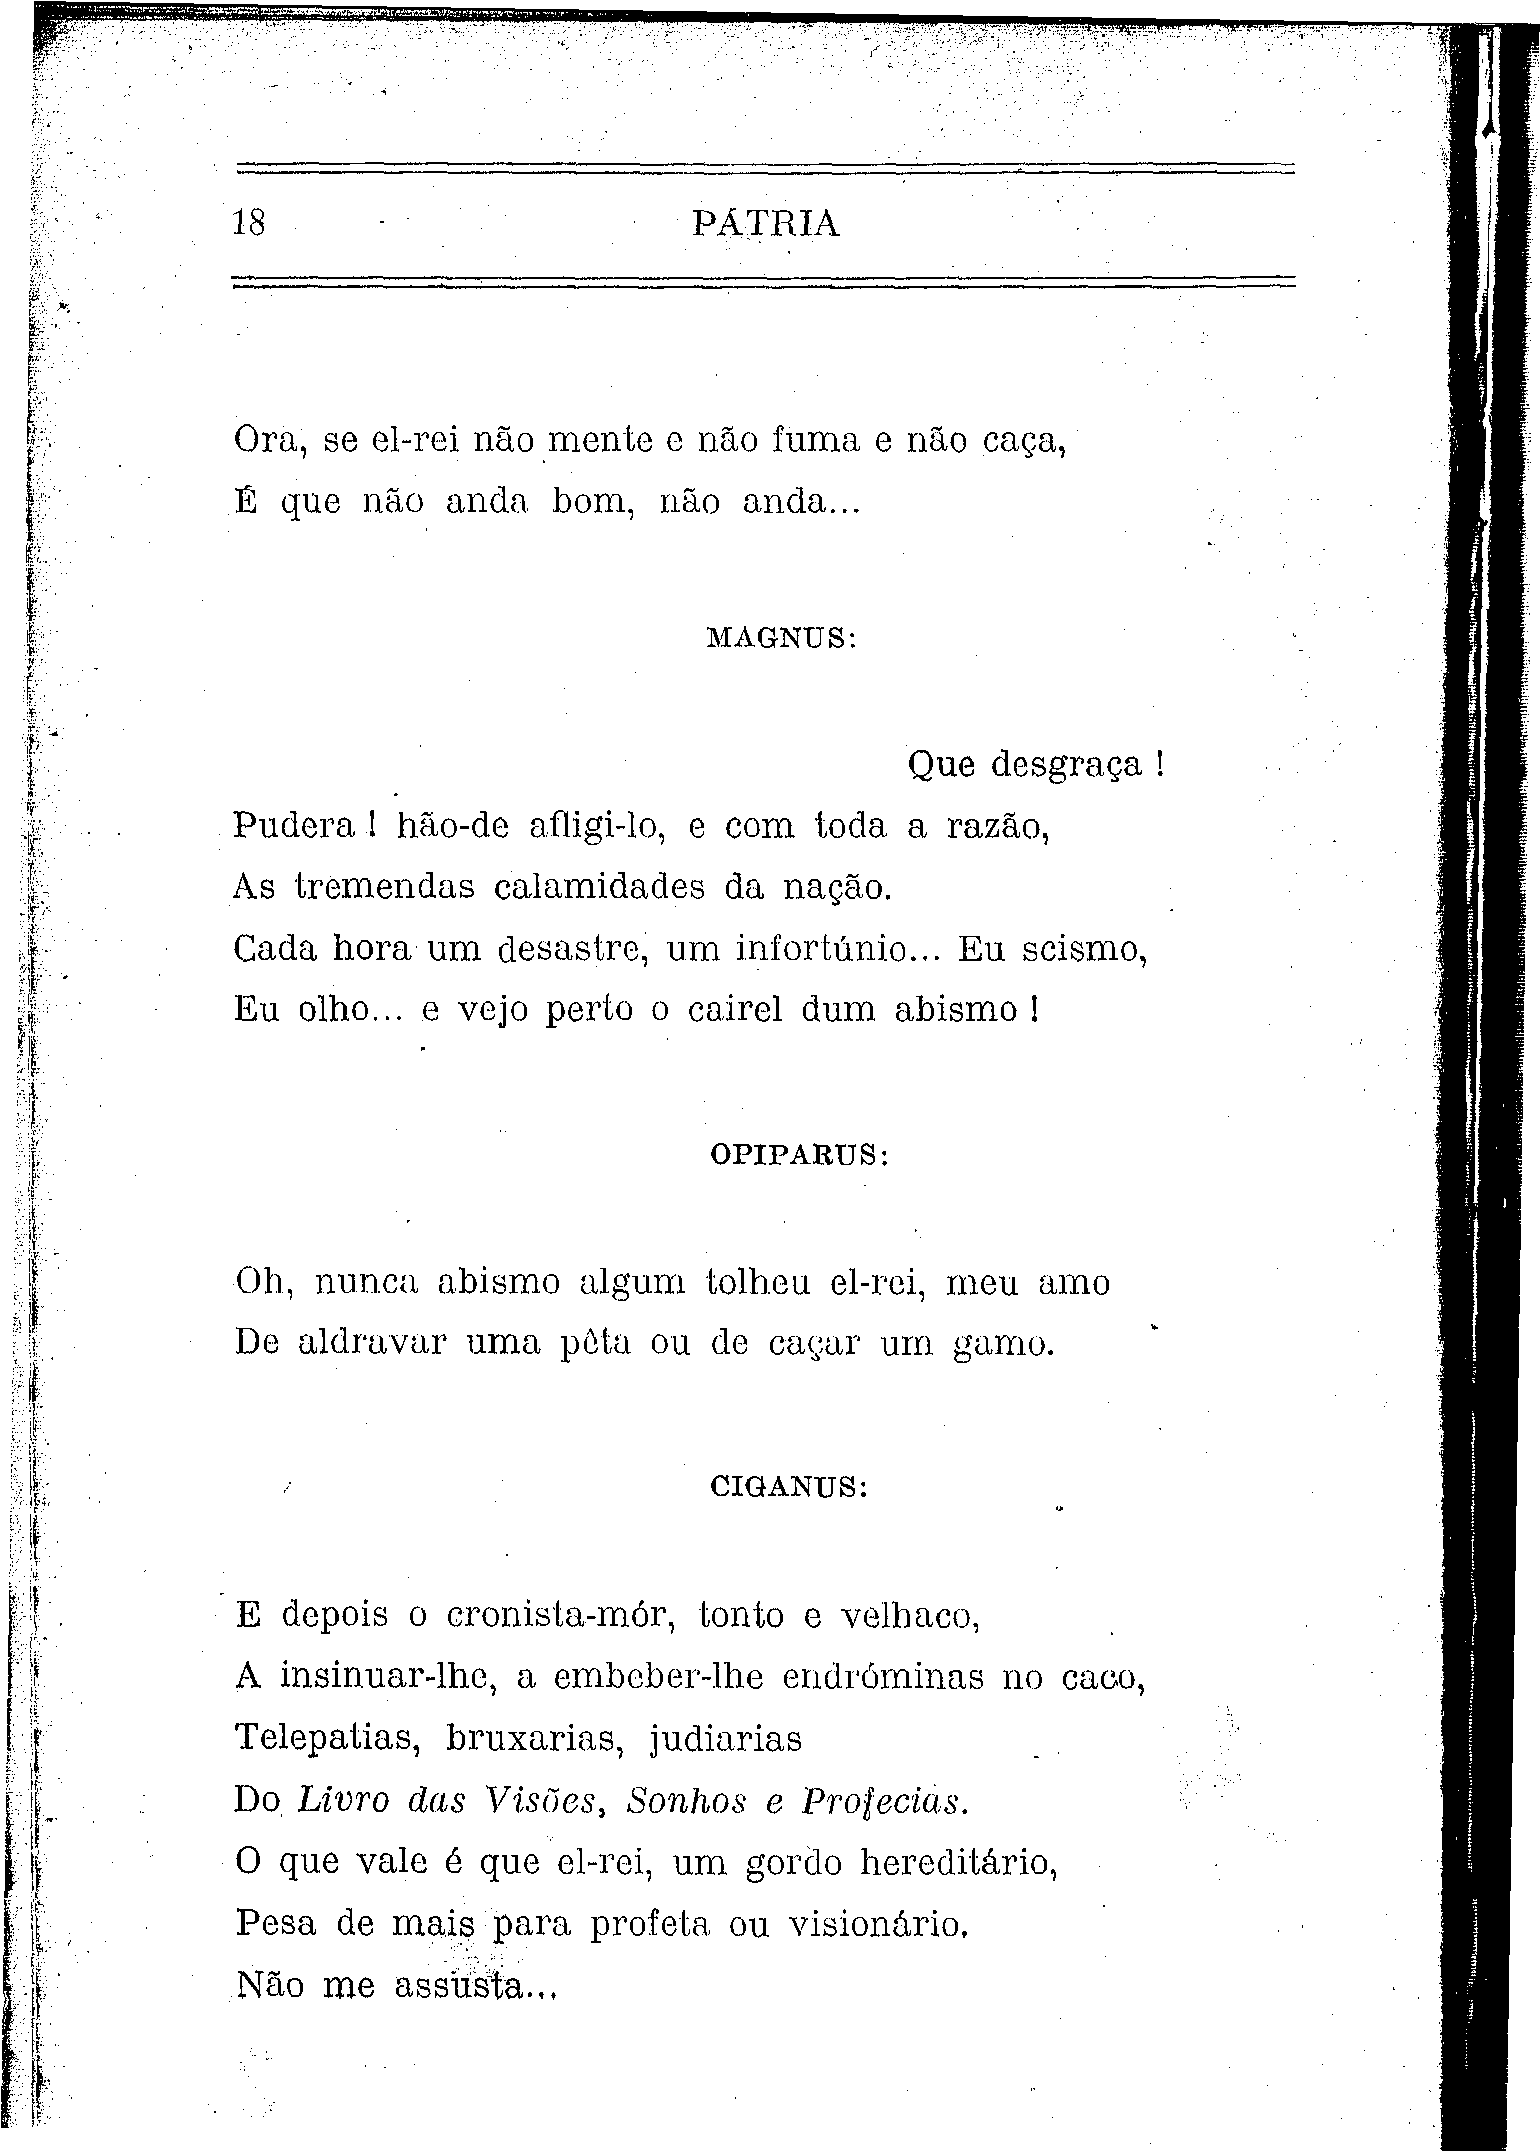 18 PÁTRIA
Ora, se el-rei não mente e não fuma e não caça,
É que não anda bom, não anda...
MAGNUS:
Que desgraça !
Pudera ! hão-de afligi-lo, e com toda a razão,
As tremendas calamidades da nação.
Cada hora um desastre, um infortúnio... Eu scismo,
Eu olho... e vejo perto o cairel dum abismo !
OPIPARUS:
Oh, nunca abismo algum tolheu el-rei, meu amo
De aldravar uma pêta ou de caçar um gamo.
CIGANUS:
E depois o cronista-mór, tonto e velhaco,
A insinuar-lhe, a embeber-lhe endróminas no caco,
Telepatias, bruxarias, judiarias
Do Livro das Visões, Sonhos e Profecias.
O que vale é que el-rei, um gordo hereditário,
Pesa de mais para profeta ou visionário.
Não me assusta...